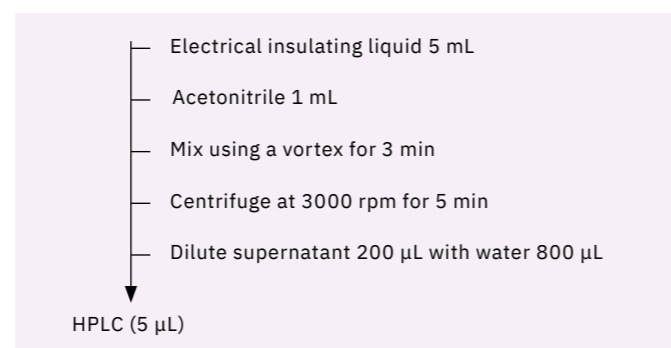 Electrical insulating liquid 5 mL
Acetonitrile 1 mL
Mix using a vortex for 3 min
Centrifuge at 3000 rpm for 5 min
Dilute supernatant 200 μL with water 800 μL
HPLC (5 μL)